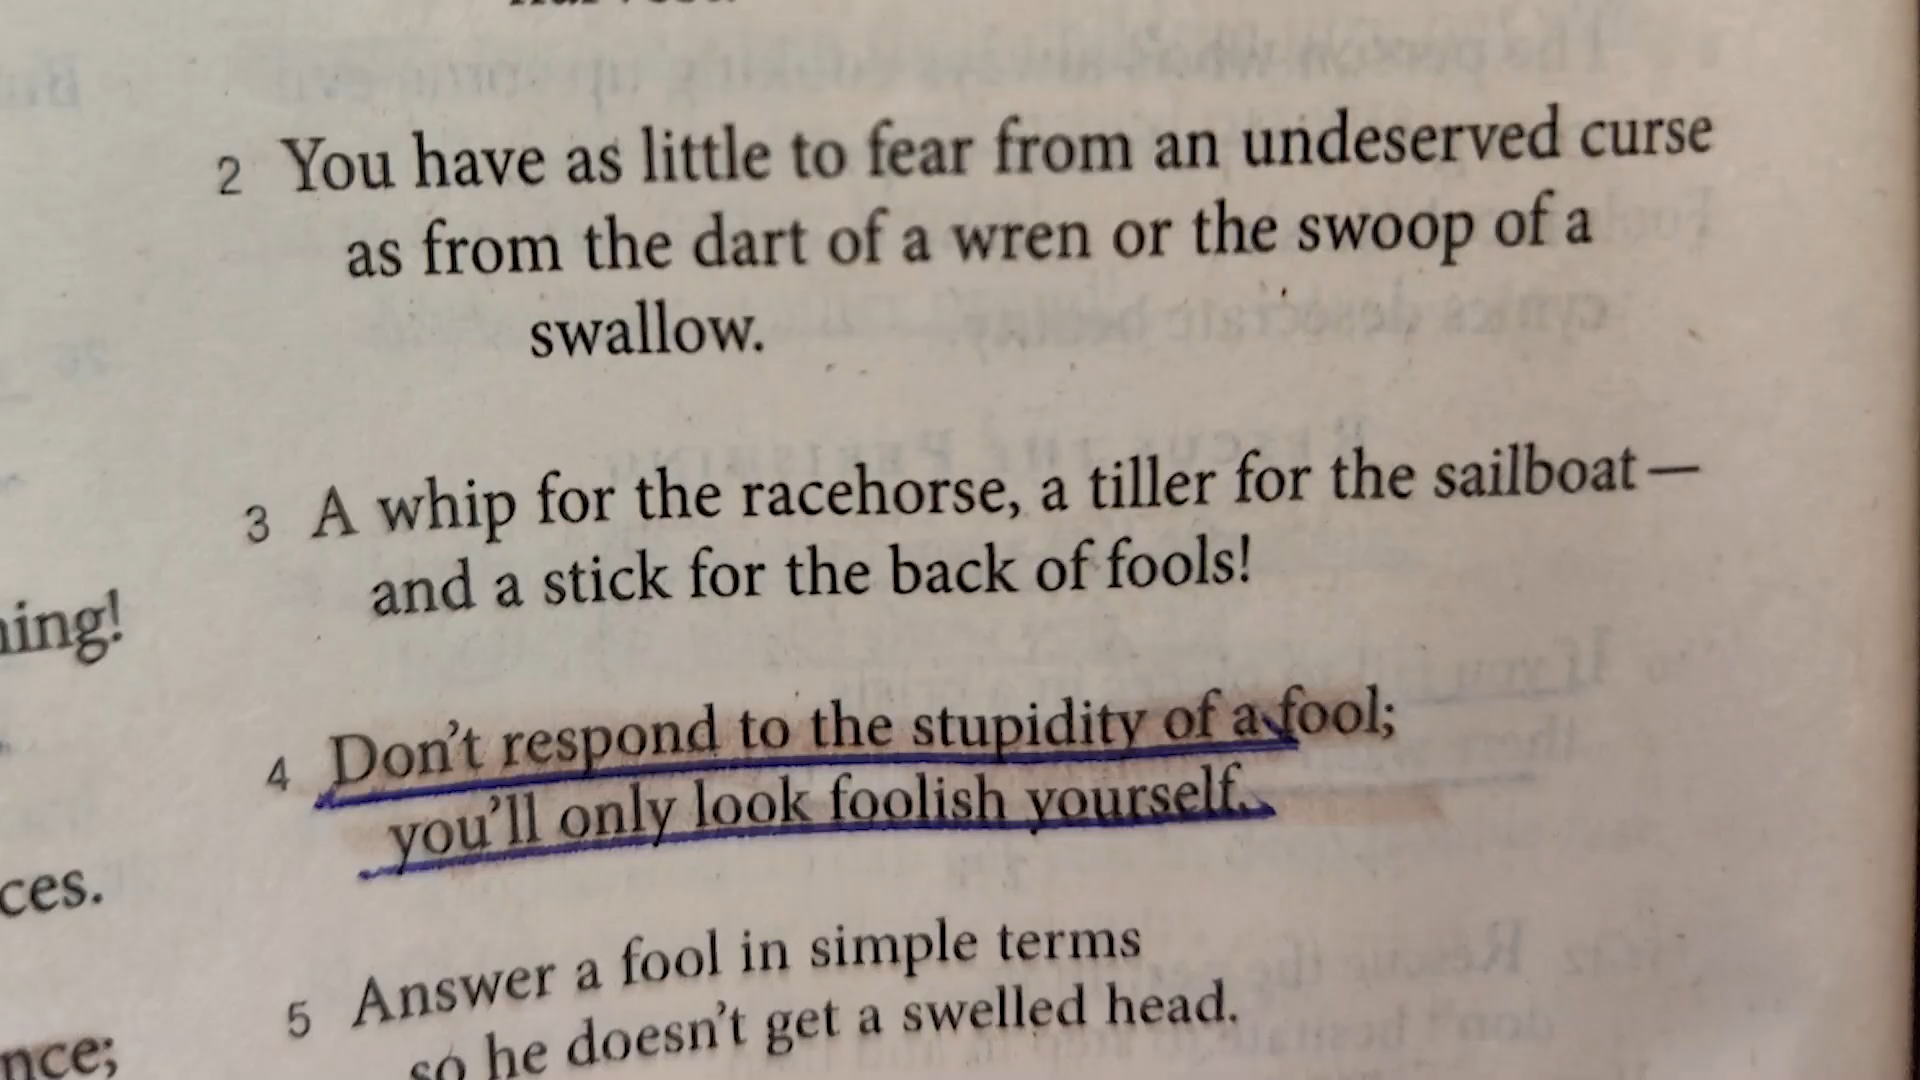 2 You have as little to fear from an undeserved curse
as from the dart of a wren or the swoop of a
swallow.
3 A whip for the racehorse, a tiller for the sailboat—
and a stick for the back of fools!
ning!
4 Don't respond to the stupidity of a fool;
you'll only look foolish yourself.
ces.
5 Answer a fool in simple terms
so he doesn't get a swelled head.
nce;